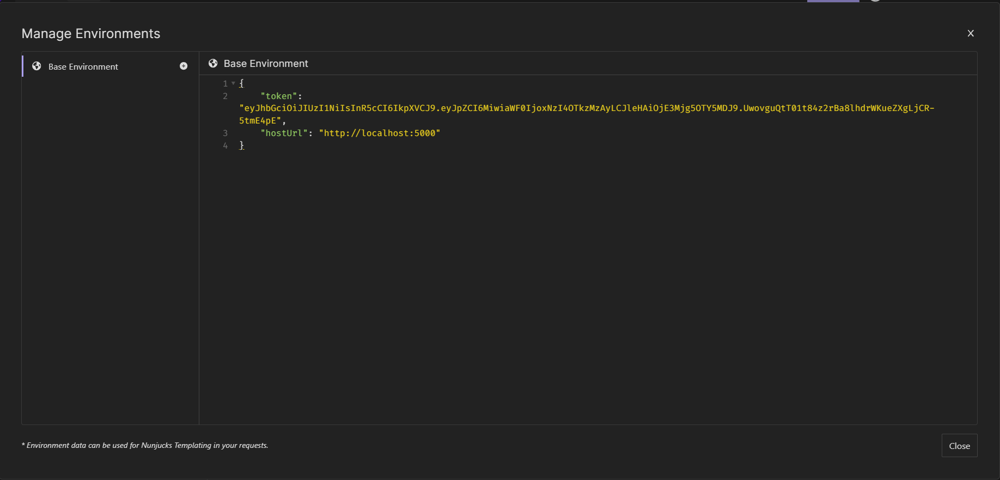 Manage Environments
X
Base Environment
Base Environment
1 {
2 "token":
"eyJhbGciOiJIUzI1NiIsInR5cCI6IkpXVCJ9.eyJpZCI6MiwiaWF0IjoxNzI4OTkzMzAyLCJleHAiOjE3Mjg5OTY5MDJ9.UwovguQtT01t84z2rBa8lhdrWKueZXgLjCR-
5tmE4pE",
3 "hostUrl": "http://localhost:5000"
4 }
* Environment data can be used for Nunjucks Templating in your requests.
Close